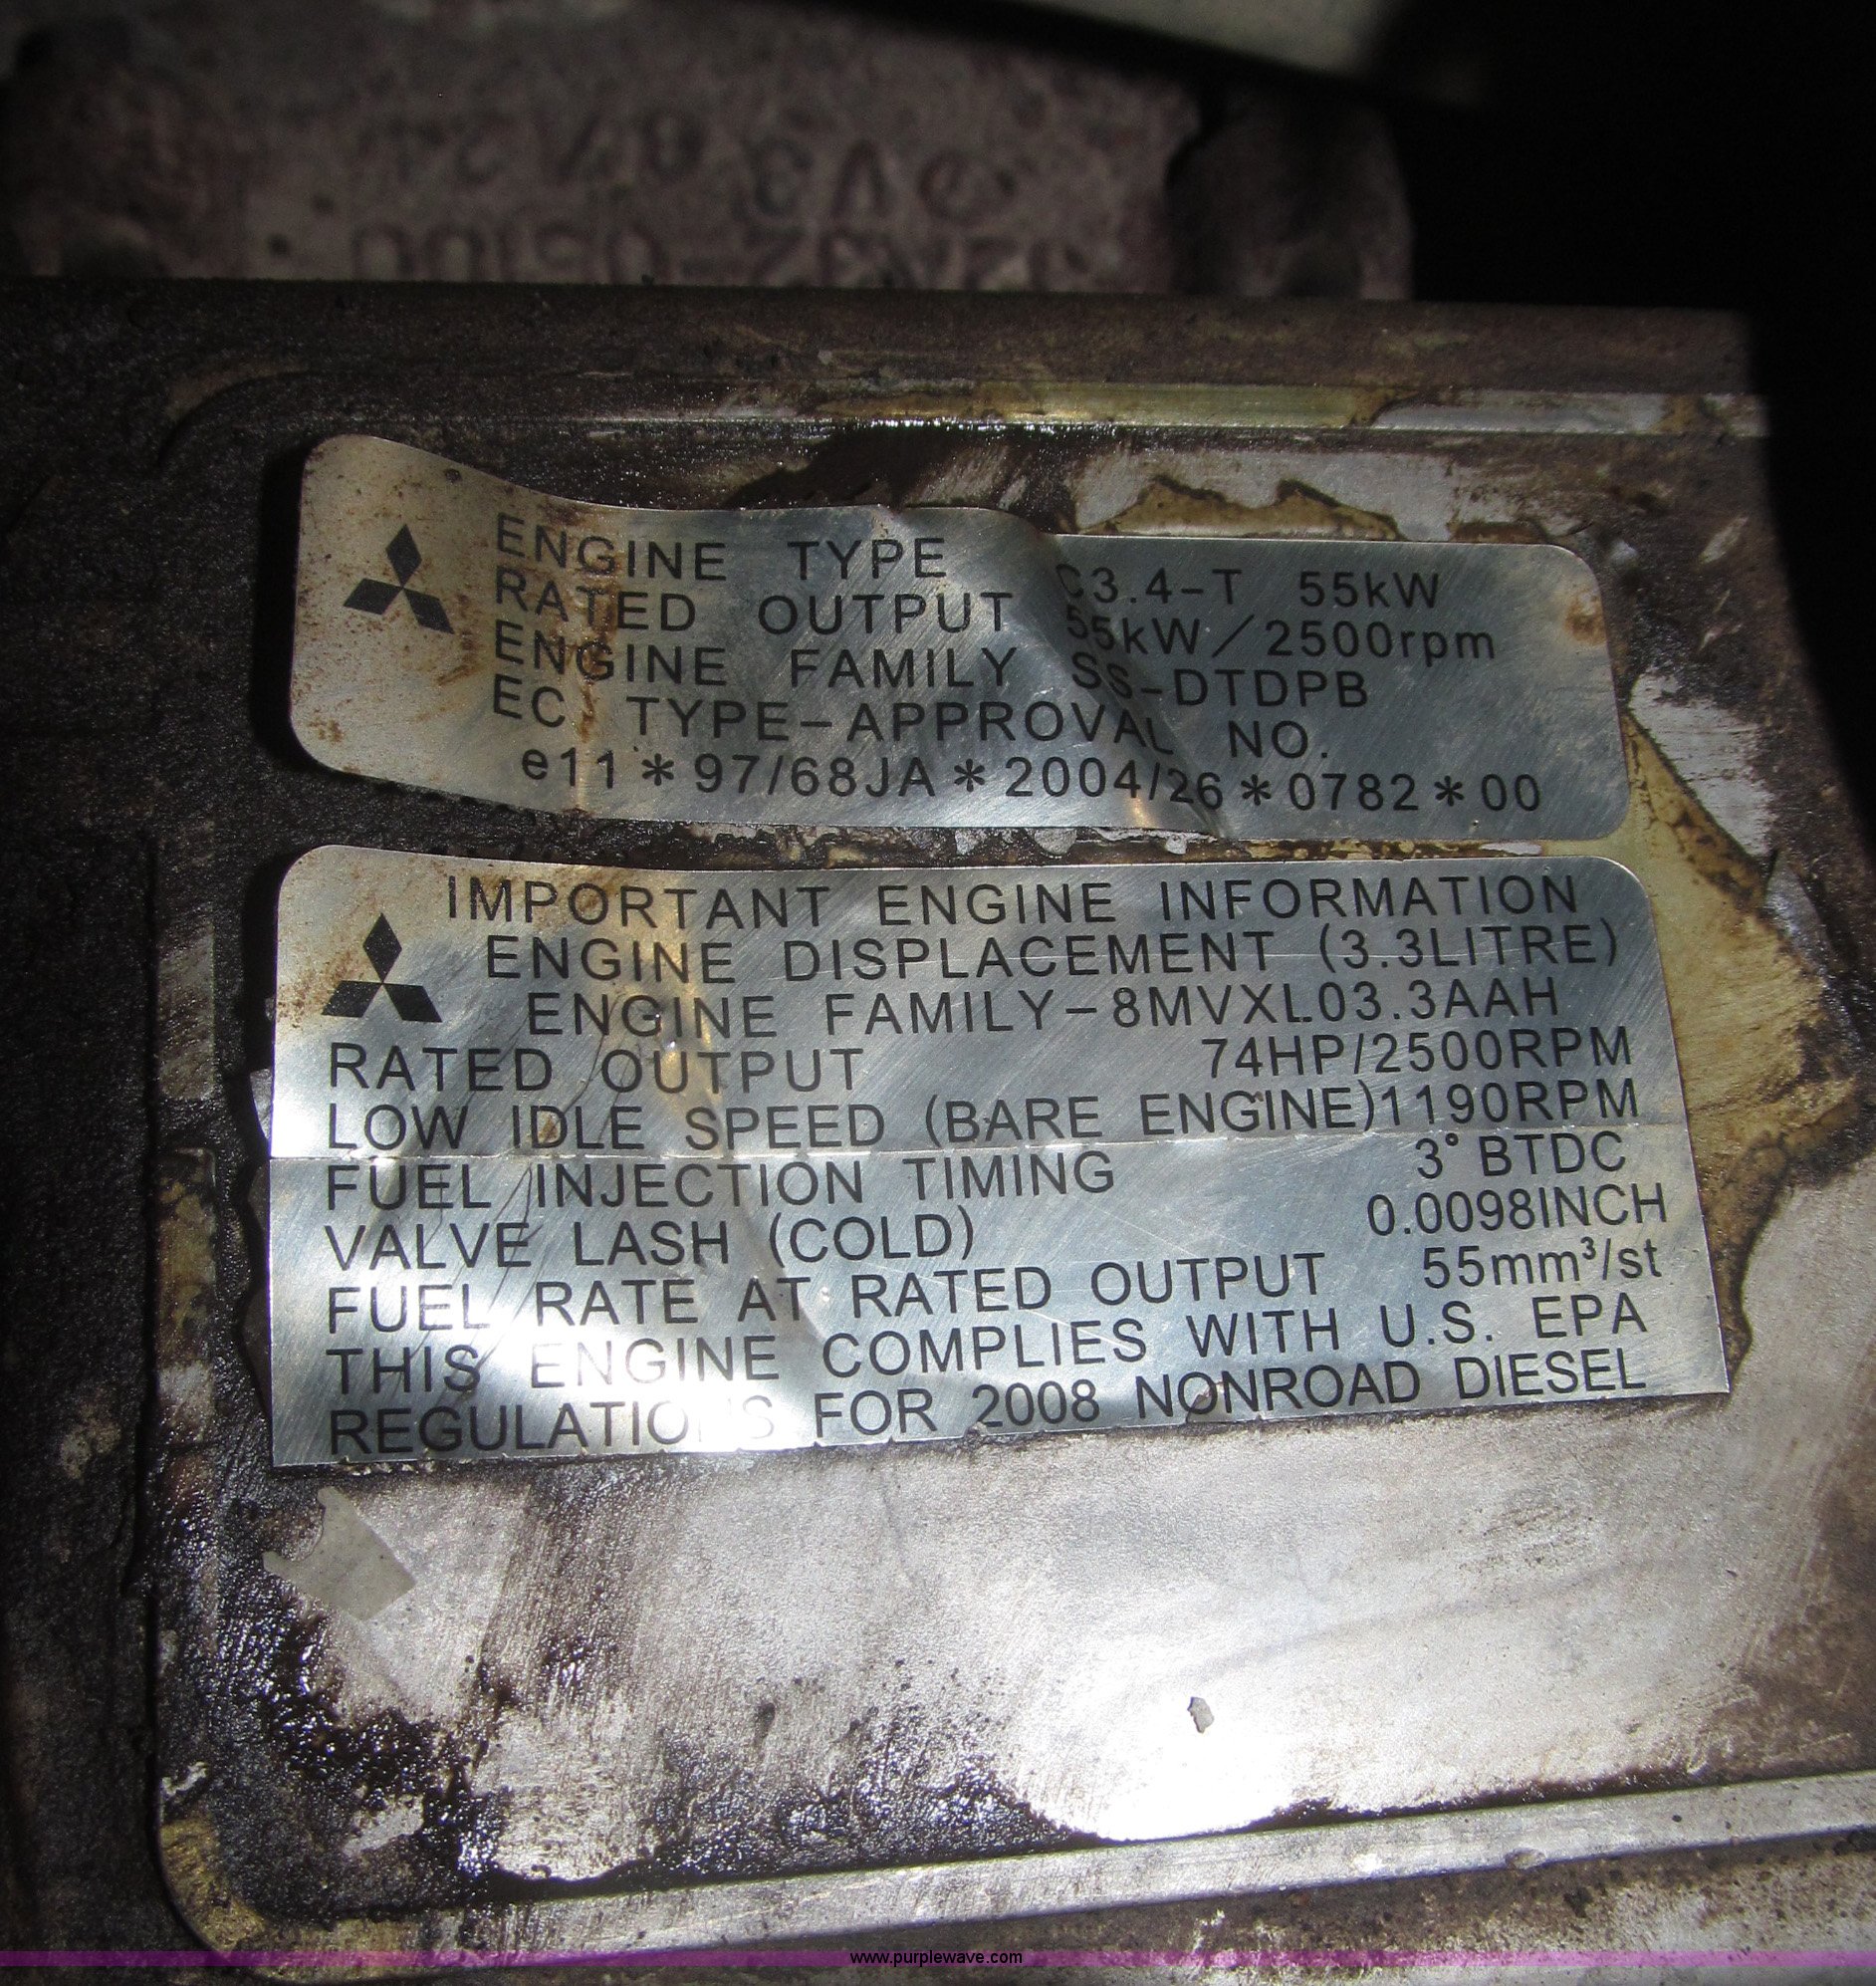 ENGINE TYPE C3.4-T 55kW
RATED OUTPUT 55kW/2500rpm
ENGINE FAMILY SS-DTDPB
EC TYPE-APPROVAL NO.
e11*97/68JA*2004/26*0782*00
IMPORTANT ENGINE INFORMATION
ENGINE DISPLACEMENT (3.3LITRE)
ENGINE FAMILY-8MVXL03.3AAH
RATED OUTPUT 74HP/2500RPM
LOW IDLE SPEED (BARE ENGINE)1190RPM
FUEL INJECTION TIMING 3° BTDC
VALVE LASH (COLD) 0.0098INCH
FUEL RATE AT RATED OUTPUT 55mm³/st
THIS ENGINE COMPLIES WITH U.S. EPA
REGULATIONS FOR 2008 NONROAD DIESEL
www.purplewave.com